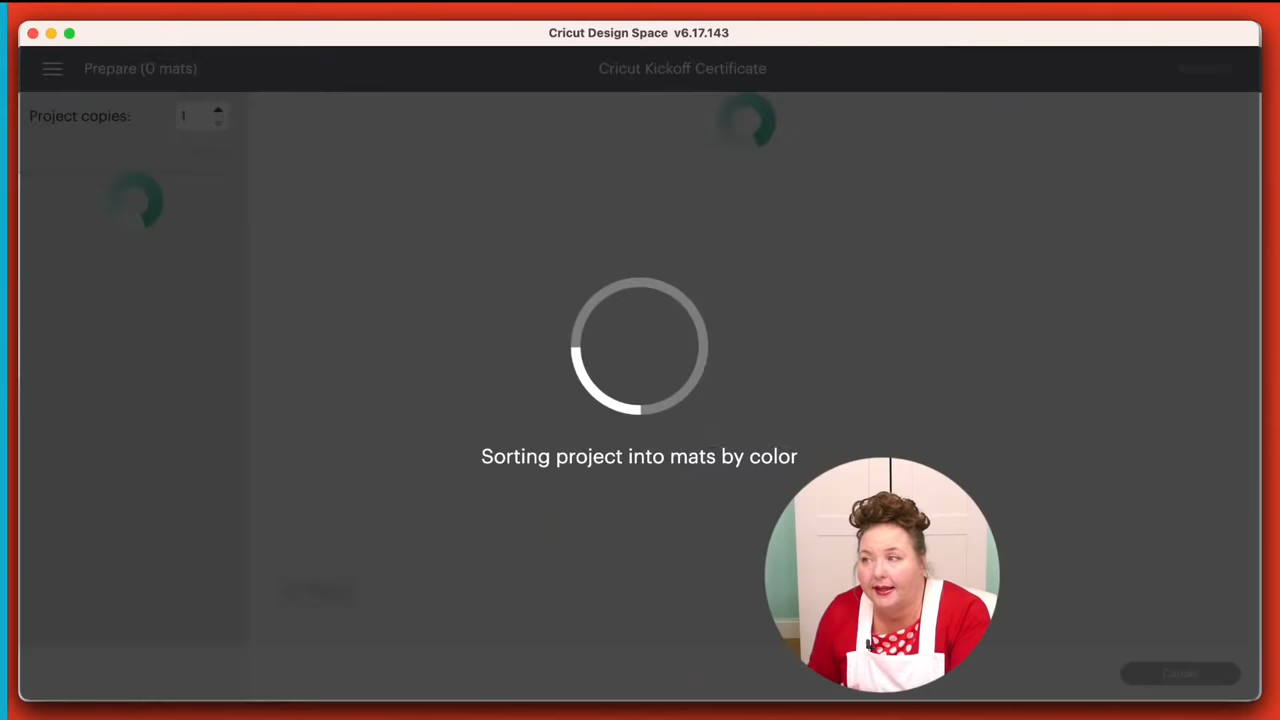 Cricut Design Space v6.17.143
Prepare (0 mats)
Cricut Kickoff Certificate
Project copies:
1
Sorting project into mats by color
Cancel